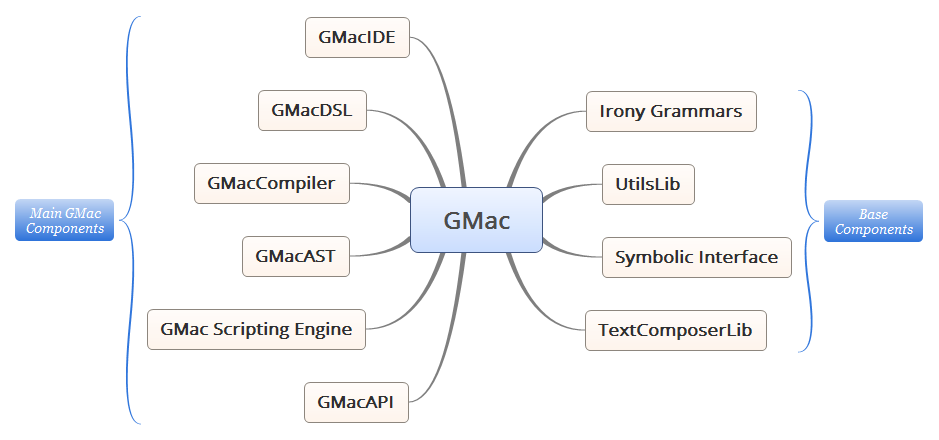 Main GMac
Components
GMacIDE
GMacDSL
GMacCompiler
GMacAST
GMac Scripting Engine
GMacAPI
GMac
Irony Grammars
UtilsLib
Symbolic Interface
TextComposerLib
Base
Components